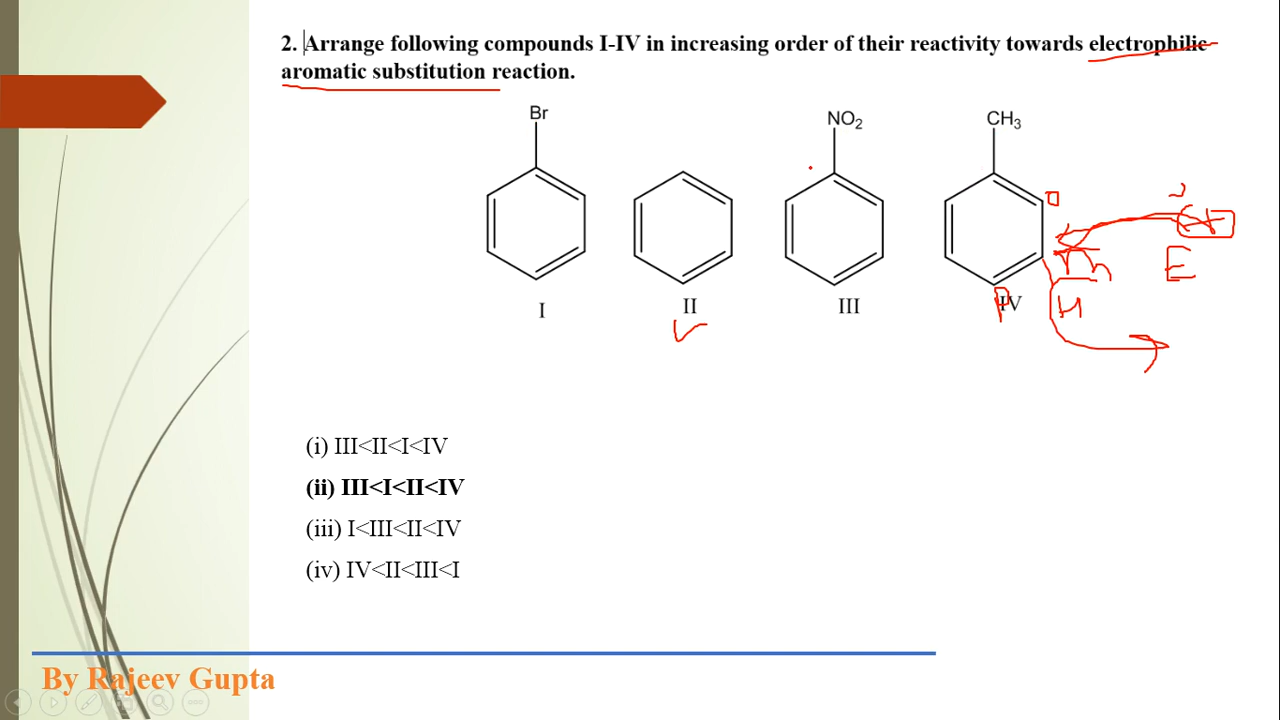 2. Arrange following compounds I-IV in increasing order of their reactivity towards electrophilic
aromatic substitution reaction.
Br
NO2
CH3
E
H
P
I
II
III
IV
(i) III<II<I<IV
(ii) III<I<II<IV
(iii) I<III<II<IV
(iv) IV<II<III<I
By Rajeev Gupta